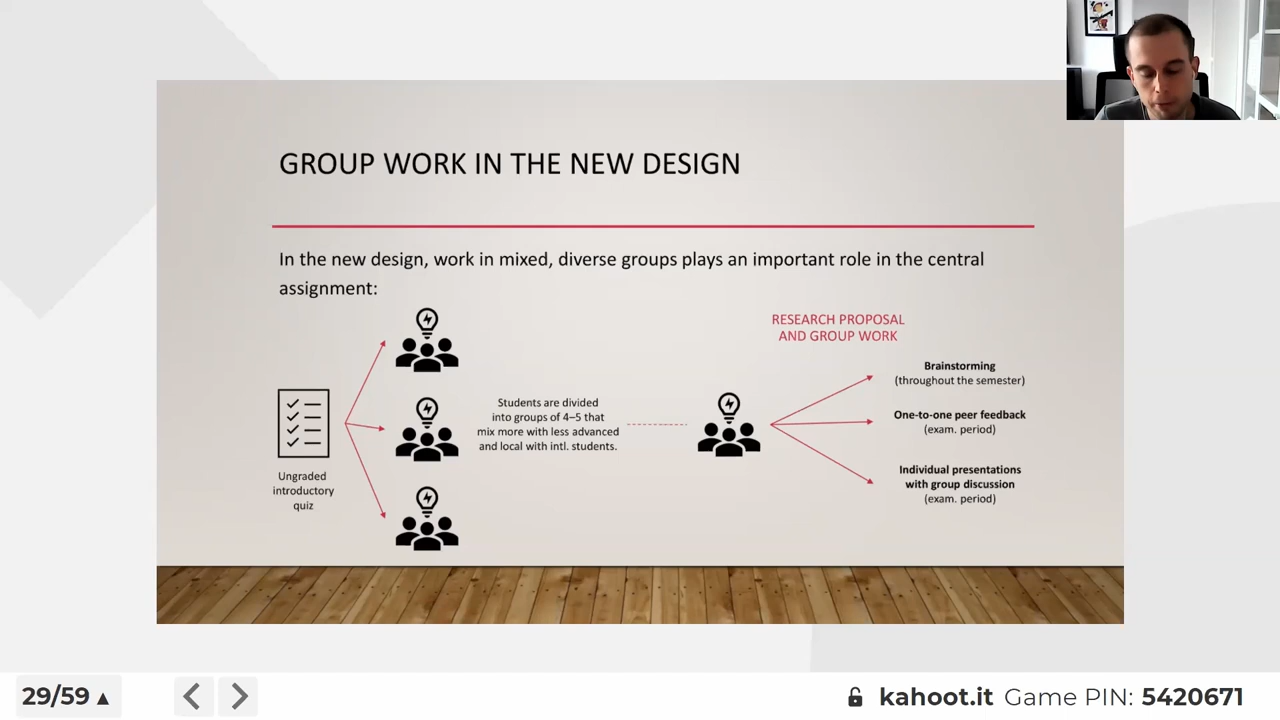 GROUP WORK IN THE NEW DESIGN
In the new design, work in mixed, diverse groups plays an important role in the central
assignment:
Ungraded
introductory
quiz
Students are divided
into groups of 4–5 that
mix more with less advanced
and local with intl. students.
RESEARCH PROPOSAL
AND GROUP WORK
Brainstorming
(throughout the semester)
One-to-one peer feedback
(exam. period)
Individual presentations
with group discussion
(exam. period)
29/59 ▲
kahoot.it Game PIN: 5420671